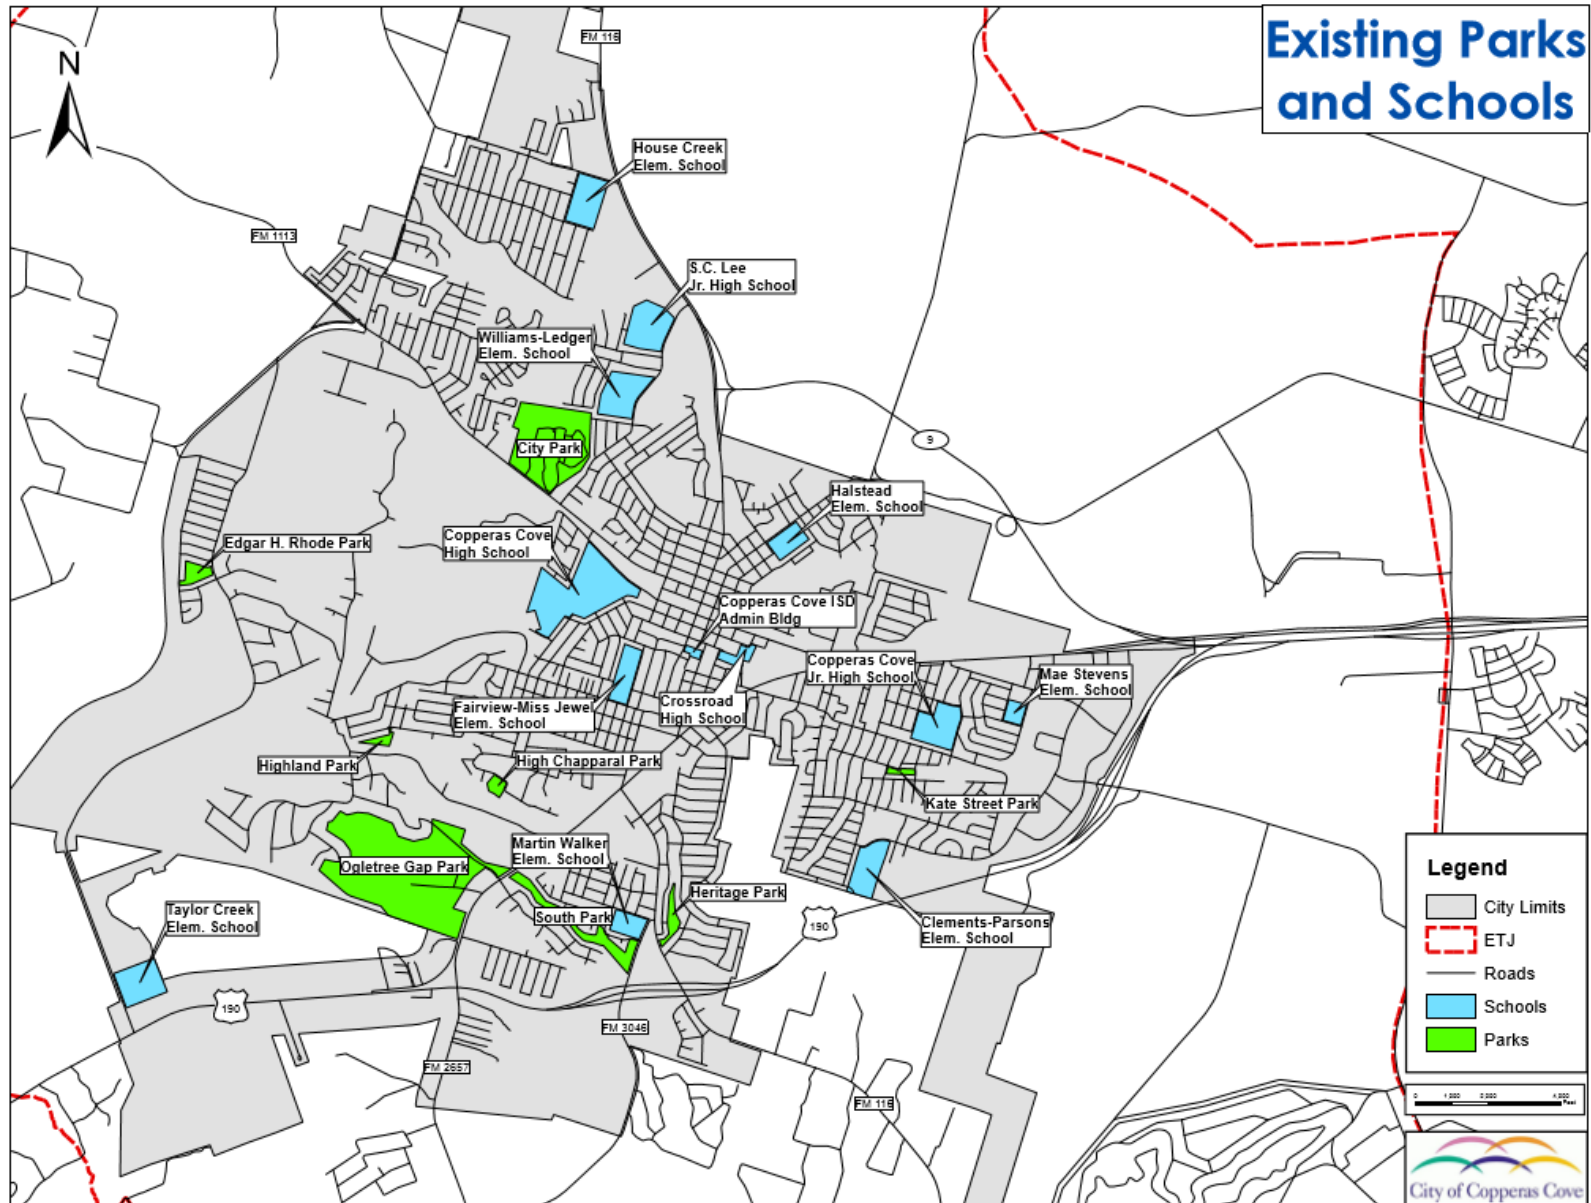 Existing Parks
and Schools
N
FM 116
House Creek
Elem. School
FM 1113
S.C. Lee
Jr. High School
Williams-Ledger
Elem. School
City Park
9
Halstead
Elem. School
Copperas Cove
High School
Edgar H. Rhode Park
Copperas Cove ISD
Admin Bldg
Copperas Cove
Jr. High School
Mae Stevens
Elem. School
Fairview-Miss Jewel
Elem. School
Crossroad
High School
Highland Park
High Chapparal Park
Kate Street Park
Martin Walker
Elem. School
Ogletree Gap Park
Heritage Park
South Park
Taylor Creek
Elem. School
Clements-Parsons
Elem. School
190
190
FM 3046
FM 2657
FM 116
Legend
City Limits
ETJ
Roads
Schools
Parks
Feet
City of Copperas Cove